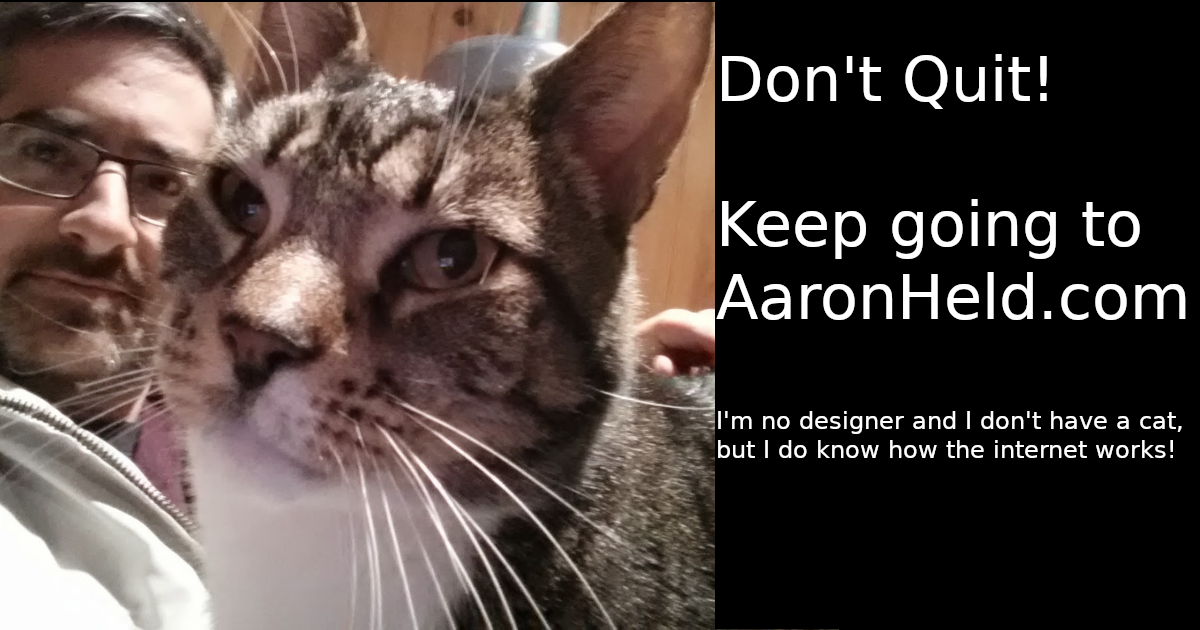 Don't Quit!
Keep going to
AaronHeld.com
I'm no designer and I don't have a cat,
but I do know how the internet works!